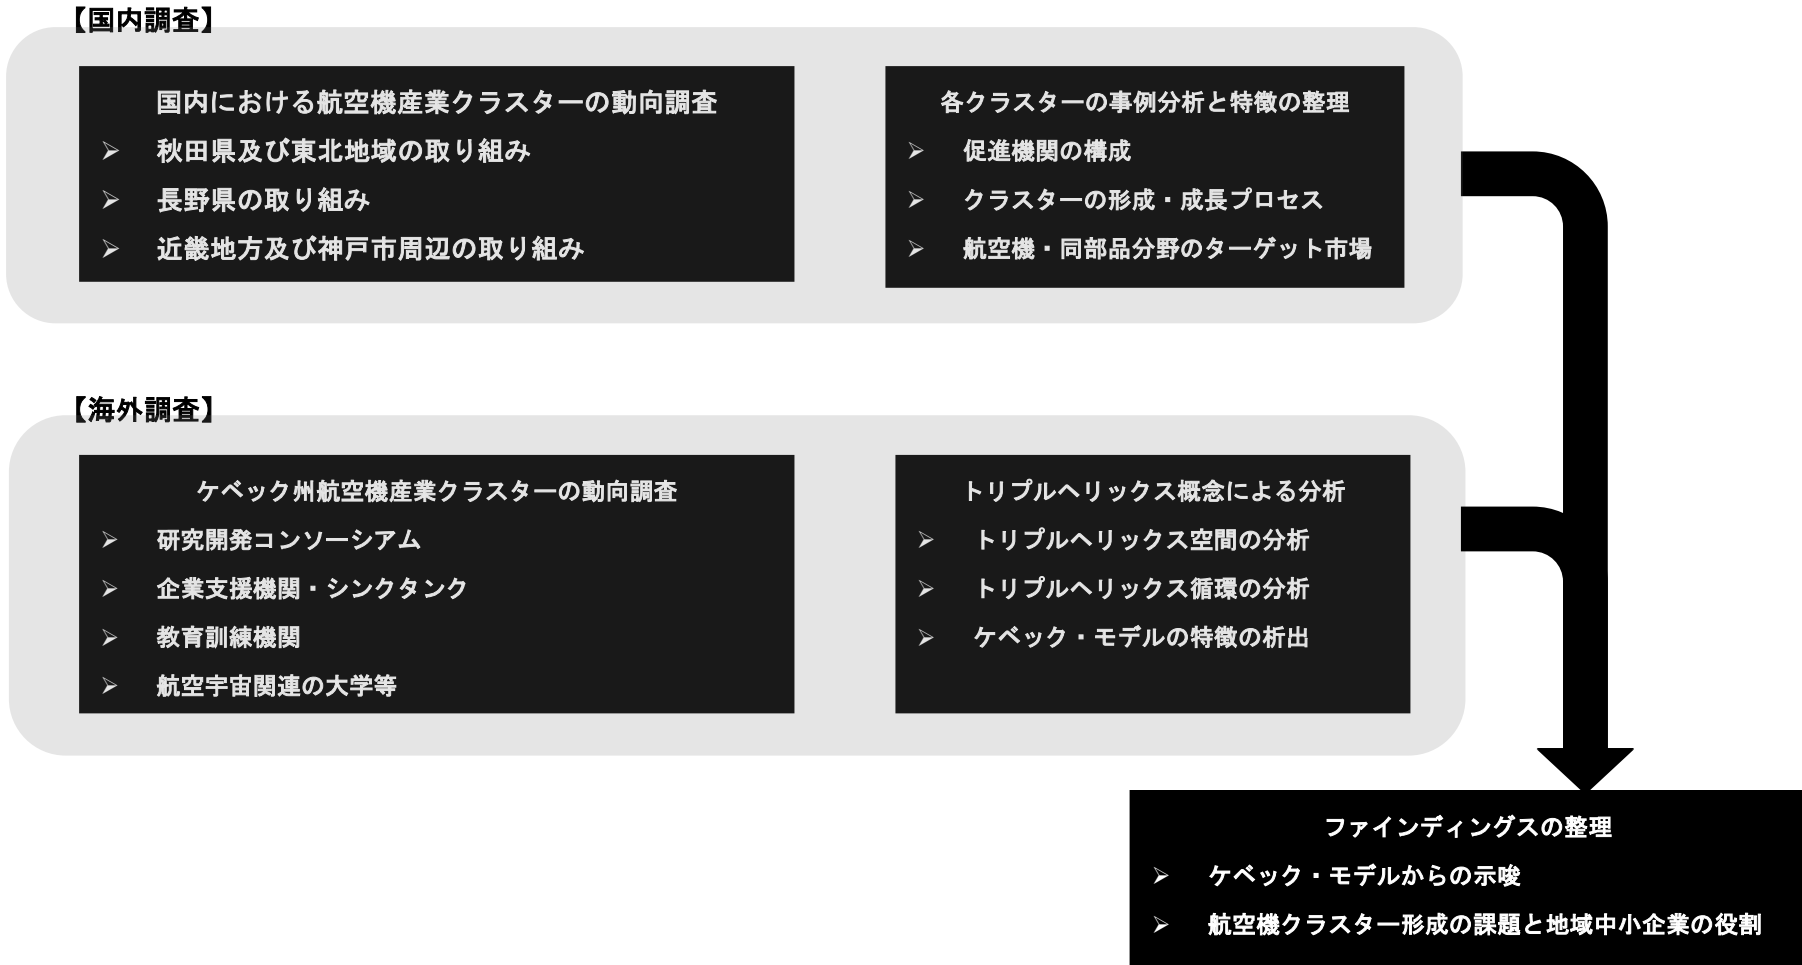 【国内調査】
国内における航空機産業クラスターの動向調査
➢ 秋田県及び東北地域の取り組み
➢ 長野県の取り組み
➢ 近畿地方及び神戸市周辺の取り組み
各クラスターの事例分析と特徴の整理
➢ 促進機関の構成
➢ クラスターの形成・成長プロセス
➢ 航空機・同部品分野のターゲット市場
【海外調査】
ケベック州航空機産業クラスターの動向調査
➢ 研究開発コンソーシアム
➢ 企業支援機関・シンクタンク
➢ 教育訓練機関
➢ 航空宇宙関連の大学等
トリプルヘリックス概念による分析
➢ トリプルヘリックス空間の分析
➢ トリプルヘリックス循環の分析
➢ ケベック・モデルの特徴の析出
ファインディングスの整理
➢ ケベック・モデルからの示唆
➢ 航空機クラスター形成の課題と地域中小企業の役割